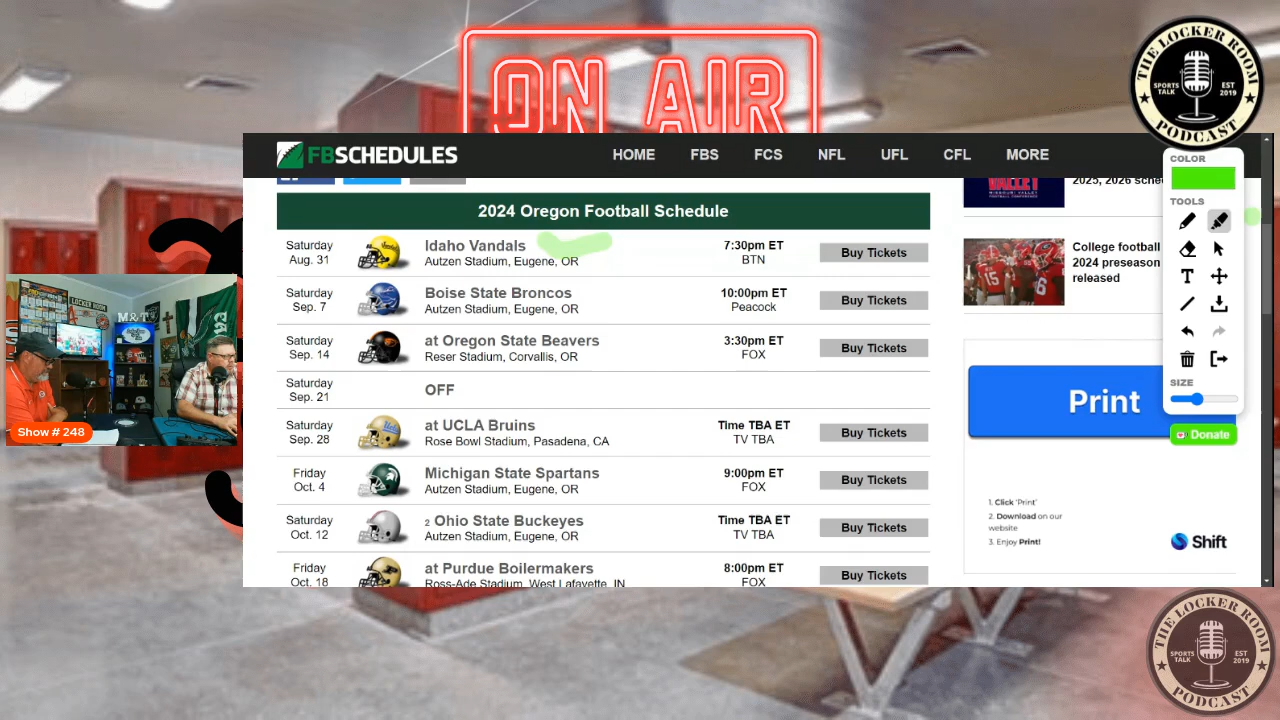 ON AIR
THE LOCKER ROOM
SPORTS TALK
EST 2019
PODCAST
FBSCHEDULES
HOME
FBS
FCS
NFL
UFL
CFL
MORE
2024 Oregon Football Schedule
Saturday
Aug. 31
Idaho Vandals
Autzen Stadium, Eugene, OR
7:30pm ET
BTN
Buy Tickets
Saturday
Sep. 7
Boise State Broncos
Autzen Stadium, Eugene, OR
10:00pm ET
Peacock
Buy Tickets
Saturday
Sep. 14
at Oregon State Beavers
Reser Stadium, Corvallis, OR
3:30pm ET
FOX
Buy Tickets
Saturday
Sep. 21
OFF
Saturday
Sep. 28
at UCLA Bruins
Rose Bowl Stadium, Pasadena, CA
Time TBA ET
TV TBA
Buy Tickets
Friday
Oct. 4
Michigan State Spartans
Autzen Stadium, Eugene, OR
9:00pm ET
FOX
Buy Tickets
Saturday
Oct. 12
2 Ohio State Buckeyes
Autzen Stadium, Eugene, OR
Time TBA ET
TV TBA
Buy Tickets
Friday
Oct. 18
at Purdue Boilermakers
Ross-Ade Stadium, West Lafayette, IN
8:00pm ET
FOX
Buy Tickets
VALLEY
2025, 2026 sche
College football
2024 preseason
released
Print
1. Click 'Print'
2. Download on our
website
3. Enjoy Print!
Shift
COLOR
TOOLS
T
SIZE
Donate
M&T
LOCKER ROOM
Show # 248
THE LOCKER ROOM
SPORTS TALK
EST 2019
PODCAST